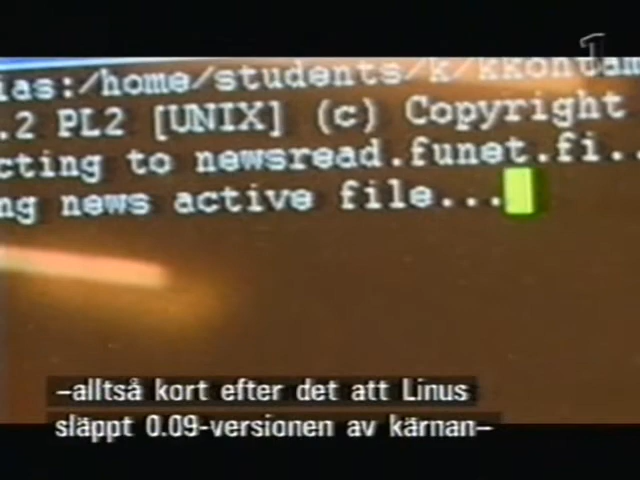 1
ias:/home/students/k/kkontam
.2 PL2 [UNIX] (c) Copyright
cting to newsread.funet.fi..
ng news active file...
–alltså kort efter det att Linus
släppt 0.09-versionen av kärnan–